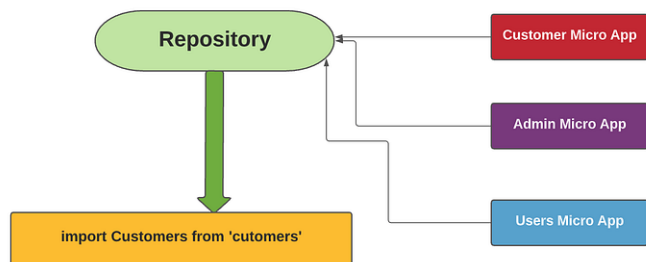 Repository
Customer Micro App
Admin Micro App
Users Micro App
import Customers from 'cutomers'